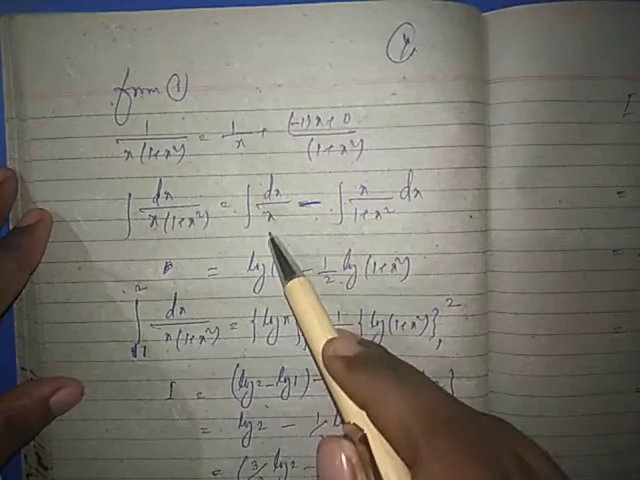 from ①
1/x(1+x²) = 1/x + (-1)x+0/(1+x²)
∫ dx/x(1+x²) = ∫ dx/x - ∫ x/1+x² dx
= log - 1/2 log (1+x²)
∫₁² dx/x(1+x²) = {log x} {log(1+x²)}₁²
I = (log2 - log1) -
= log2 - 1/2
= (3/2 log2 -